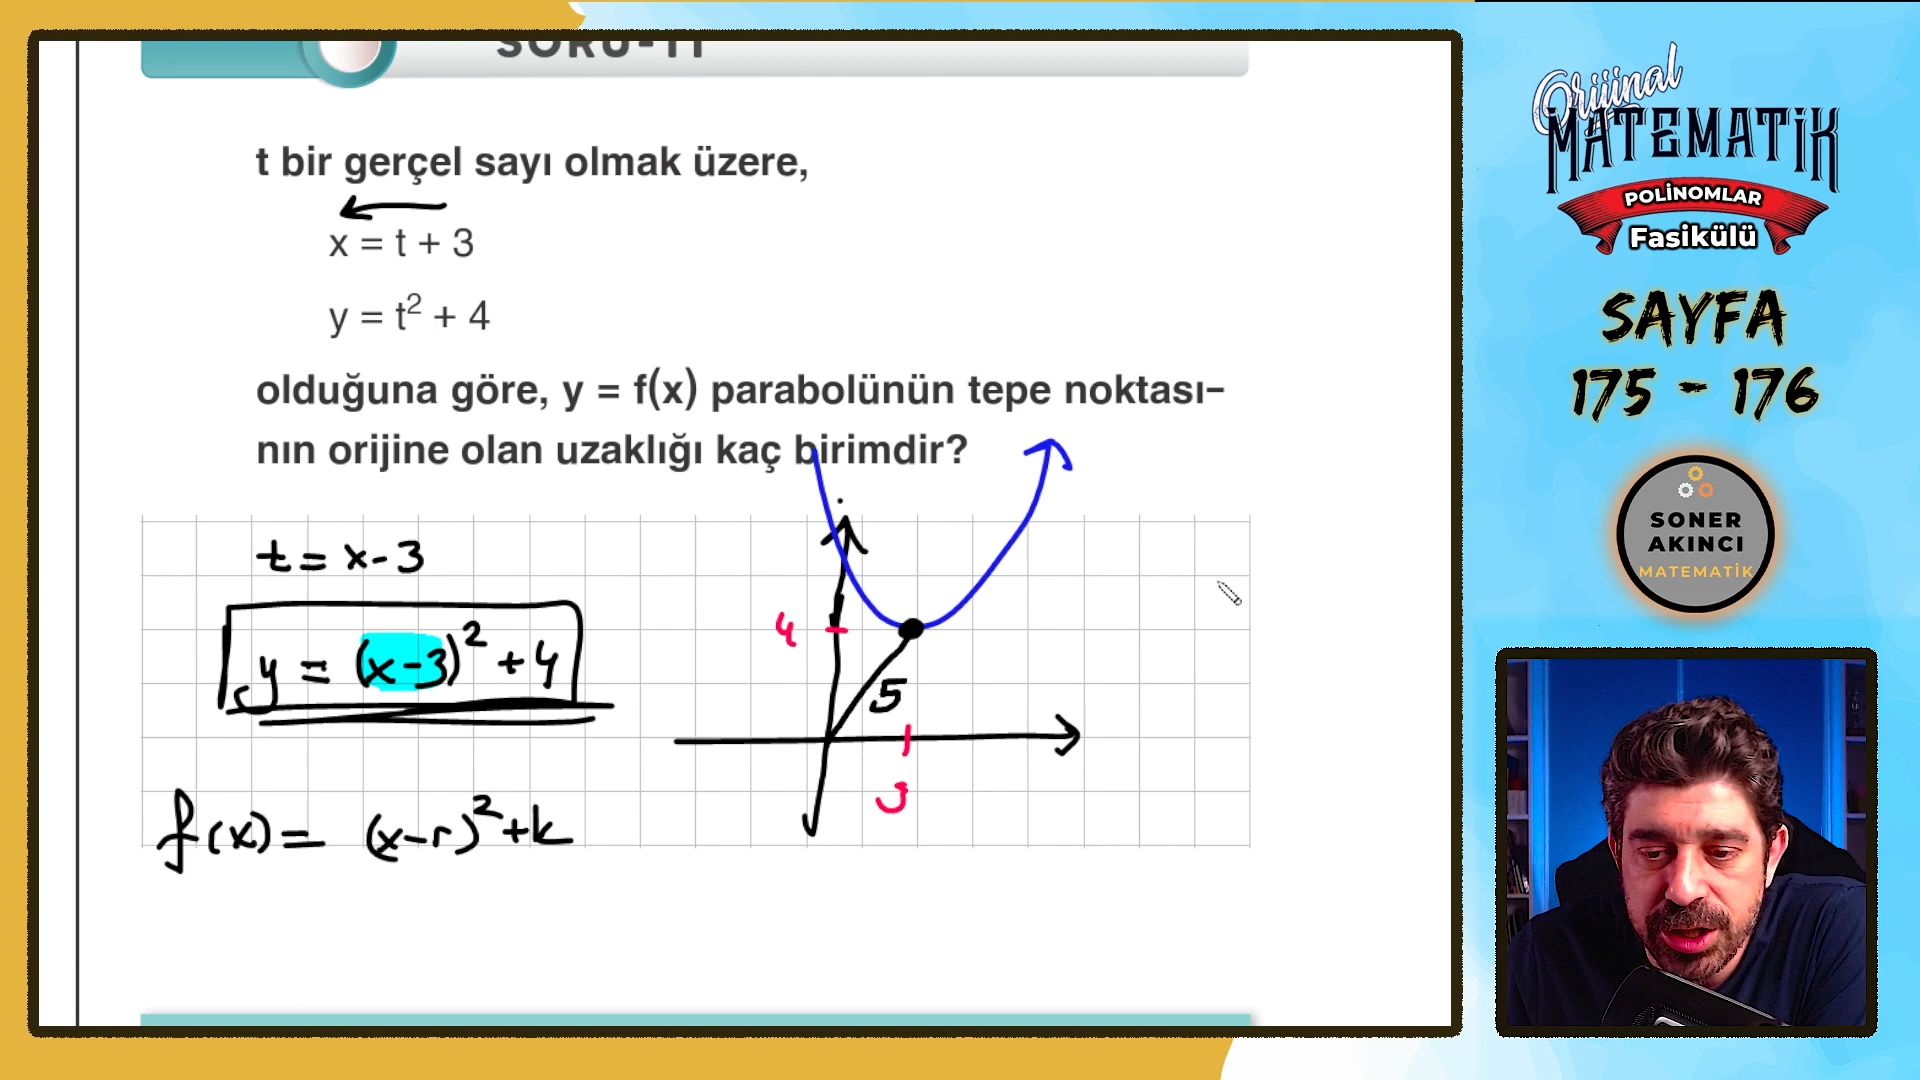 SORU-11
t bir gerçel sayı olmak üzere,
x = t + 3
y = t² + 4
olduğuna göre, y = f(x) parabolünün tepe noktası–
nın orijine olan uzaklığı kaç birimdir?
t = x-3
y = (x-3)² + 4
f(x) = (x-r)² + k
4
5
3
Orijinal
MATEMATİK
POLİNOMLAR
Fasikülü
SAYFA
175 - 176
SONER
AKINCI
MATEMATİK